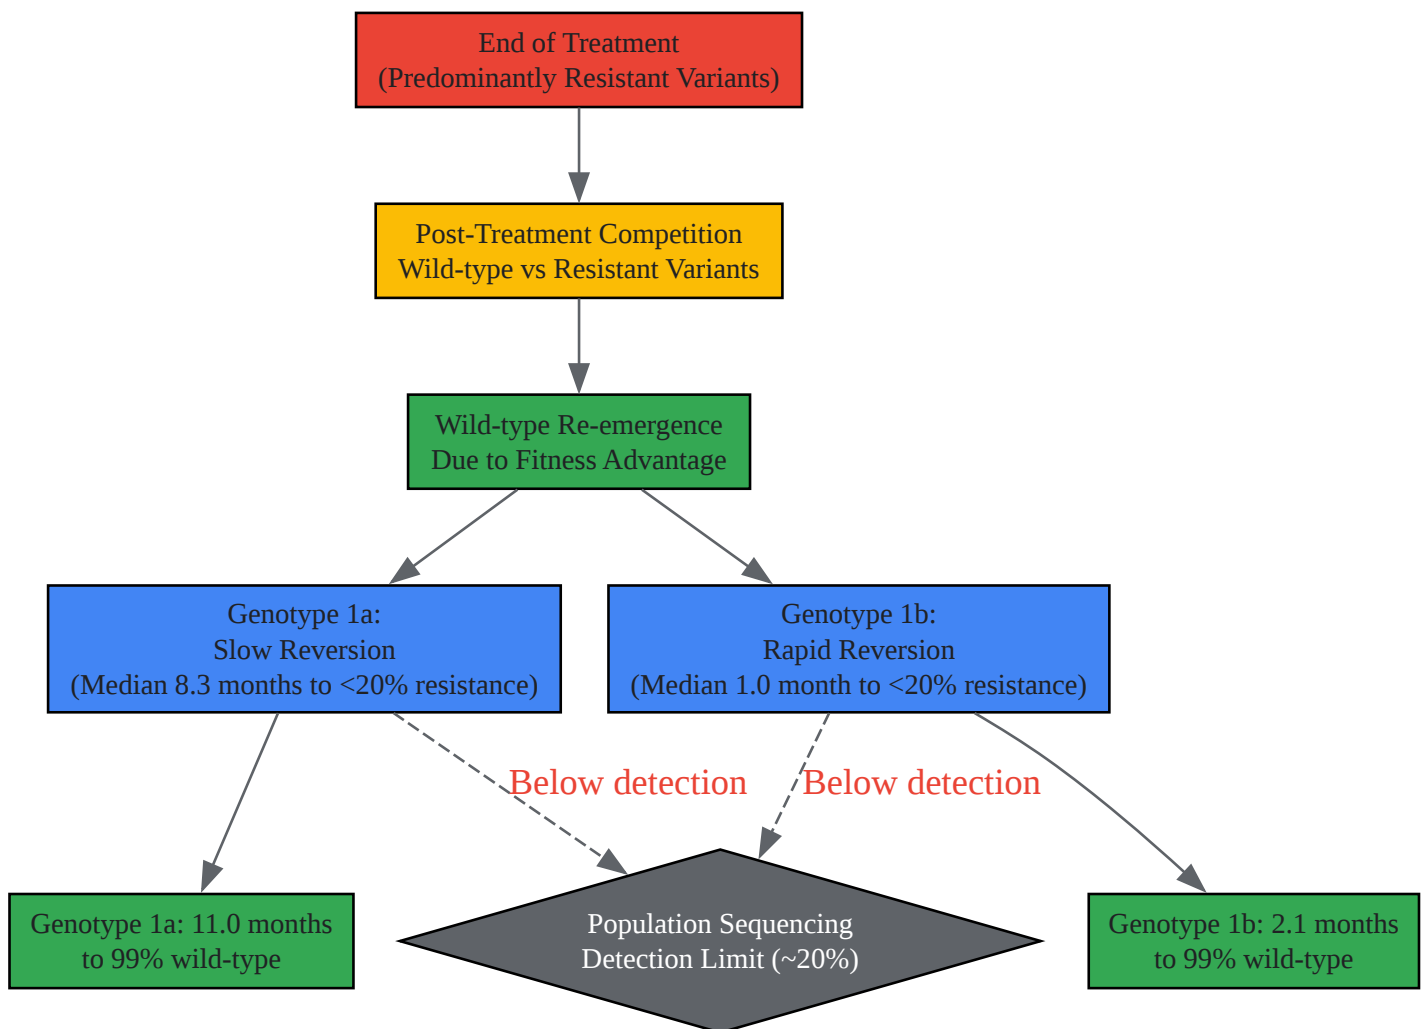 End of Treatment
(Predominantly Resistant Variants)
Post-Treatment Competition
Wild-type vs Resistant Variants
Wild-type Re-emergence
Due to Fitness Advantage
Genotype 1a:
Slow Reversion
(Median 8.3 months to <20% resistance)
Genotype 1b:
Rapid Reversion
(Median 1.0 month to <20% resistance)
Below detection
Below detection
Genotype 1a: 11.0 months
to 99% wild-type
Population Sequencing
Detection Limit (~20%)
Genotype 1b: 2.1 months
to 99% wild-type